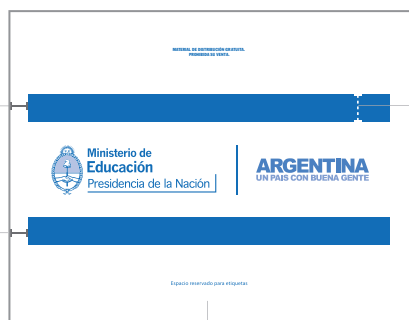 MATERIAL DE DISTRIBUCIÓN GRATUITA.
PROHIBIDA SU VENTA.
Ministerio de
Educación
Presidencia de la Nación
ARGENTINA
UN PAIS CON BUENA GENTE
Espacio reservado para etiquetas